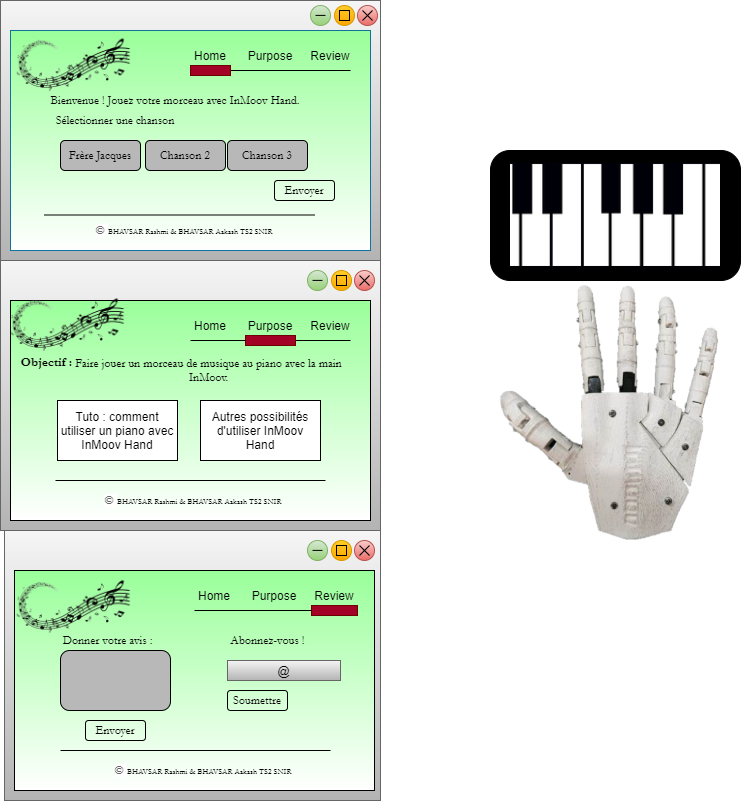 Home Purpose Review
Bienvenue ! Jouez votre morceau avec InMoov Hand.
Sélectionner une chanson
Frère Jacques Chanson 2 Chanson 3
Envoyer
© BHAVSAR Rashmi & BHAVSAR Aakash TS2 SNIR
Home Purpose Review
Objectif : Faire jouer un morceau de musique au piano avec la main
InMoov.
Tuto : comment
utiliser un piano avec
InMoov Hand
Autres possibilités
d'utiliser InMoov
Hand
© BHAVSAR Rashmi & BHAVSAR Aakash TS2 SNIR
Home Purpose Review
Donner votre avis :
Abonnez-vous !
@
Soumettre
Envoyer
© BHAVSAR Rashmi & BHAVSAR Aakash TS2 SNIR
InMoov